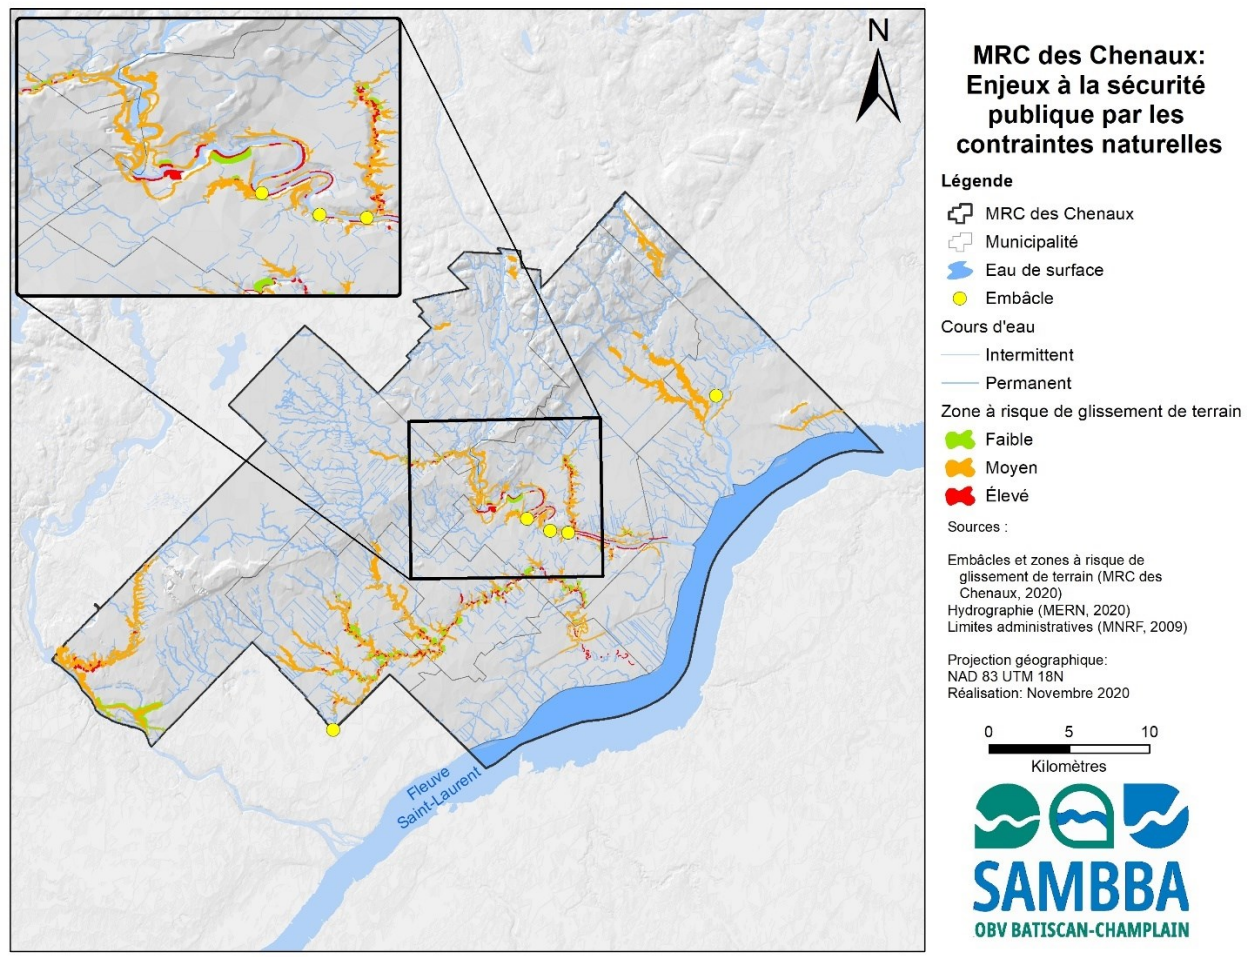 N
Fleuve
Saint-Laurent
MRC des Chenaux:
Enjeux à la sécurité
publique par les
contraintes naturelles
Légende
MRC des Chenaux
Municipalité
Eau de surface
Embâcle
Cours d'eau
Intermittent
Permanent
Zone à risque de glissement de terrain
Faible
Moyen
Élevé
Sources :
Embâcles et zones à risque de
glissement de terrain (MRC des
Chenaux, 2020)
Hydrographie (MERN, 2020)
Limites administratives (MNRF, 2009)
Projection géographique:
NAD 83 UTM 18N
Réalisation: Novembre 2020
0 5 10
Kilomètres
SAMBBA
OBV BATISCAN-CHAMPLAIN